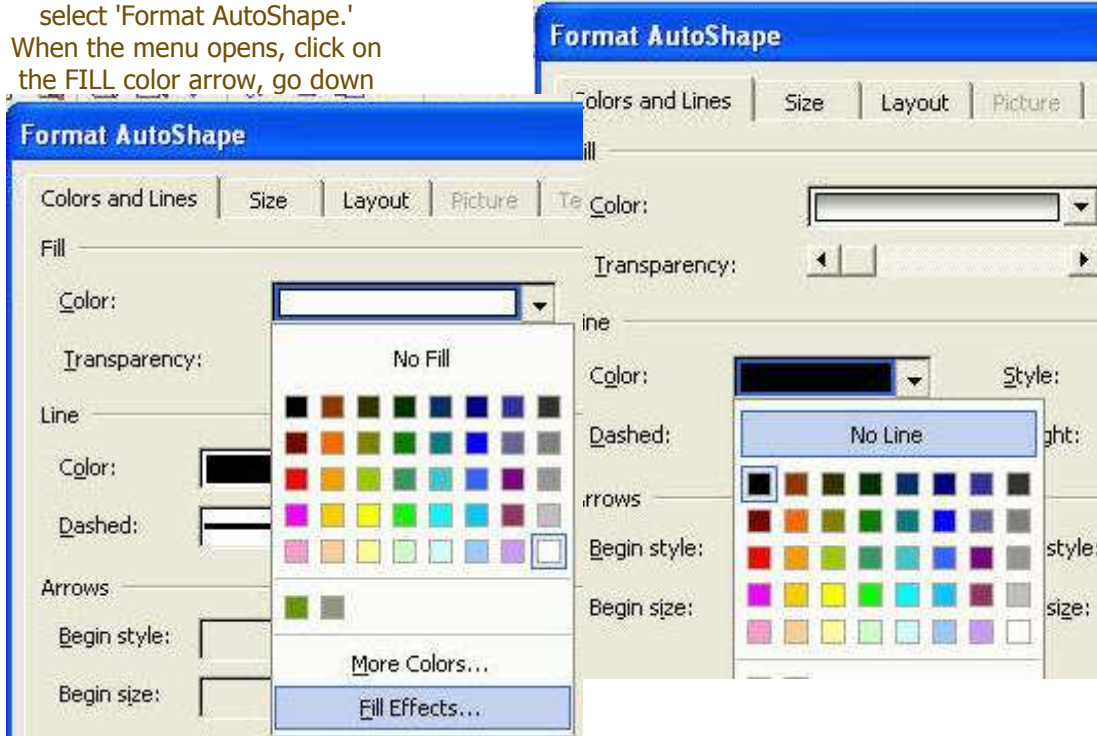 select 'Format AutoShape.'
When the menu opens, click on
the FILL color arrow, go down
Format AutoShape
Colors and Lines Size Layout Picture
Fill
Color:
Transparency:
No Fill
Line
Color:
Dashed:
Arrows
Begin style:
Begin size:
More Colors...
Fill Effects...
Format AutoShape
Colors and Lines Size Layout Picture
Color:
Transparency:
Color: Style:
Dashed: No Line
Begin style: style:
Begin size: size: